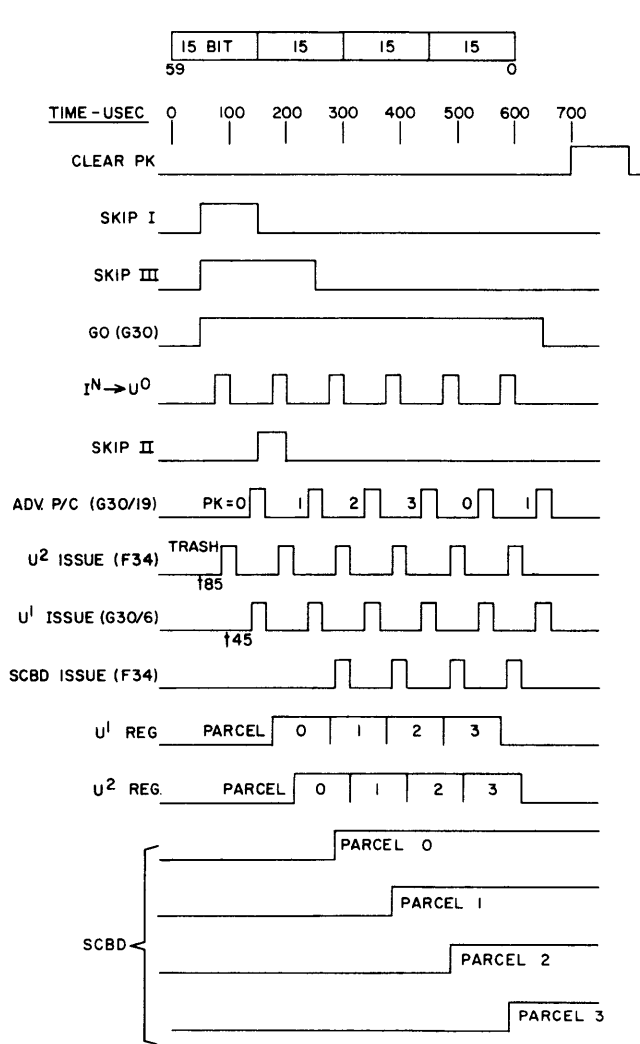 15 BIT 15 15 15
59 0
TIME-USEC 0 100 200 300 400 500 600 700
CLEAR PK
SKIP I
SKIP III
GO (G30)
I^N→U^O
SKIP II
ADV. P/C (G30/19) PK=0 1 2 3 0 1
TRASH
U² ISSUE (F34)
↑85
U¹ ISSUE (G30/6)
↑45
SCBD ISSUE (F34)
U¹ REG PARCEL 0 1 2 3
U² REG. PARCEL 0 1 2 3
PARCEL 0
PARCEL 1
SCBD
PARCEL 2
PARCEL 3